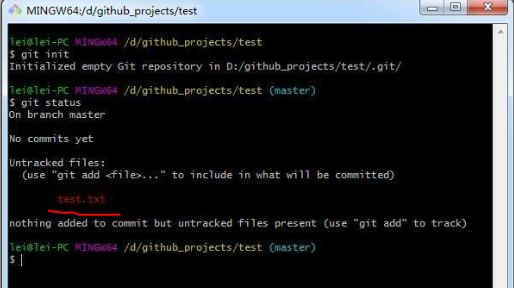 MINGW64:/d/github_projects/test
lei@lei-PC MINGW64 /d/github_projects/test
$ git init
Initialized empty Git repository in D:/github_projects/test/.git/
lei@lei-PC MINGW64 /d/github_projects/test (master)
$ git status
On branch master
No commits yet
Untracked files:
(use "git add <file>..." to include in what will be committed)
test.txt
nothing added to commit but untracked files present (use "git add" to track)
lei@lei-PC MINGW64 /d/github_projects/test (master)
$